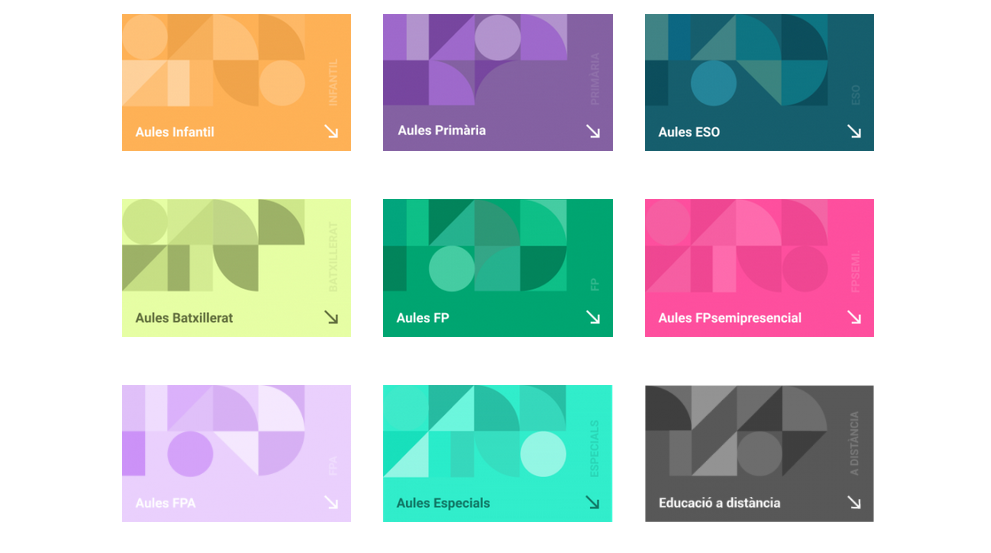 INFANTIL
Aules Infantil
PRIMÀRIA
Aules Primària
ESO
Aules ESO
BATXILLERAT
Aules Batxillerat
FP
Aules FP
FPSEMI.
Aules FPsemipresencial
FPA
Aules FPA
ESPECIALS
Aules Especials
A DISTÀNCIA
Educació a distància